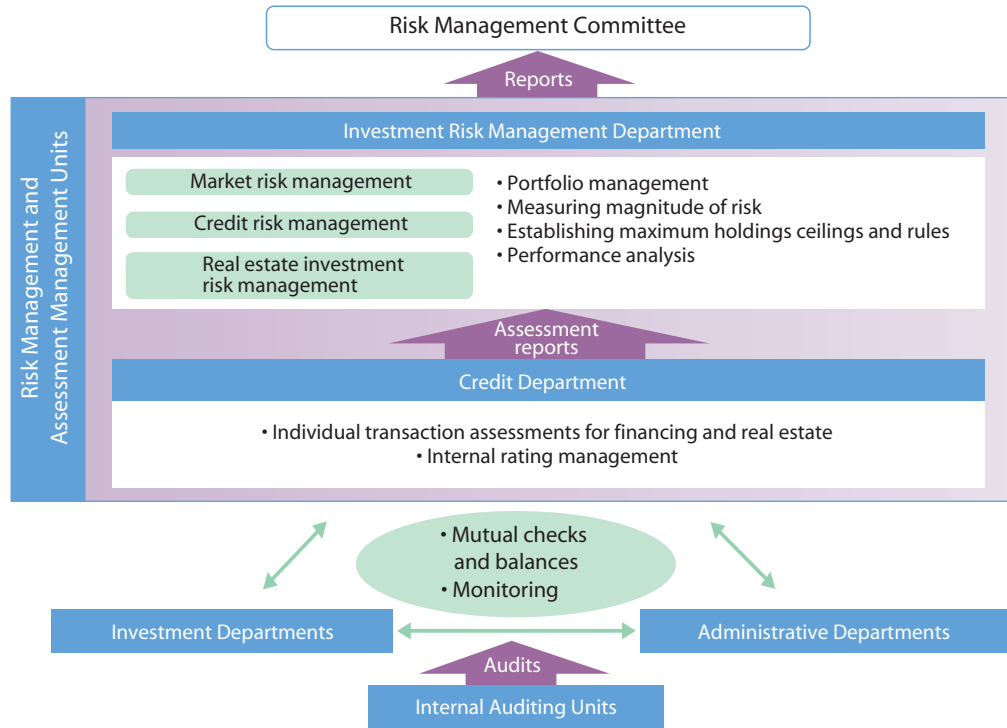 Risk Management Committee
Reports
Risk Management and
Assessment Management Units
Investment Risk Management Department
Market risk management
Credit risk management
Real estate investment
risk management
• Portfolio management
• Measuring magnitude of risk
• Establishing maximum holdings ceilings and rules
• Performance analysis
Assessment
reports
Credit Department
• Individual transaction assessments for financing and real estate
• Internal rating management
• Mutual checks
and balances
• Monitoring
Investment Departments
Administrative Departments
Audits
Internal Auditing Units